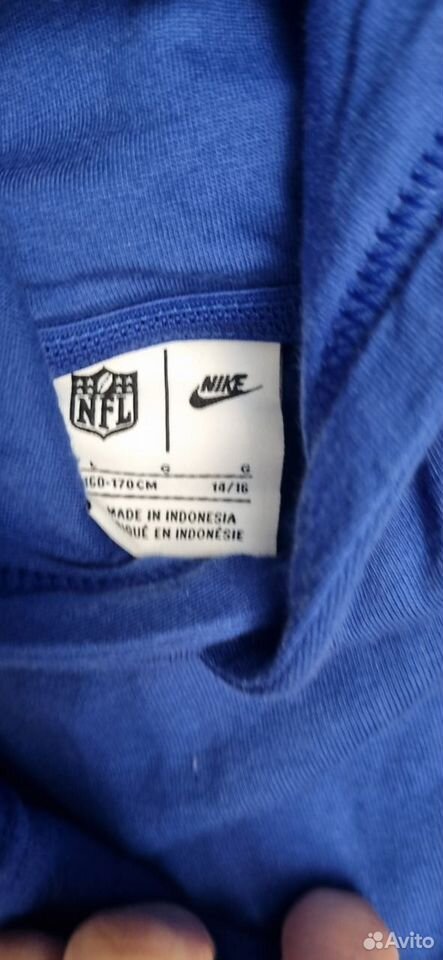 NFL NIKE
L G G
160-170CM 14/16
MADE IN INDONESIA
FABRIQUÉ EN INDONÉSIE
Avito